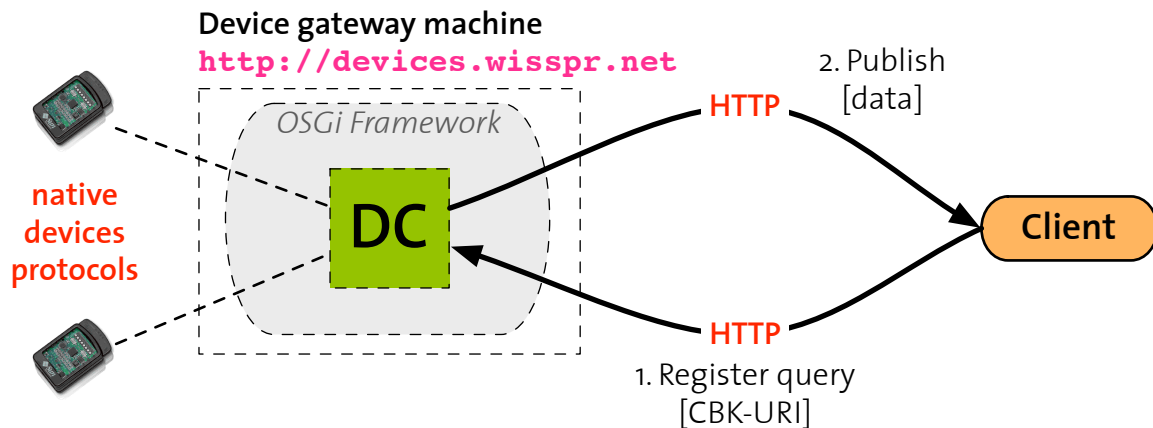 Device gateway machine
http://devices.wisspr.net
2. Publish
[data]
HTTP
OSGi Framework
native
devices
protocols
DC
Client
HTTP
1. Register query
[CBK-URI]